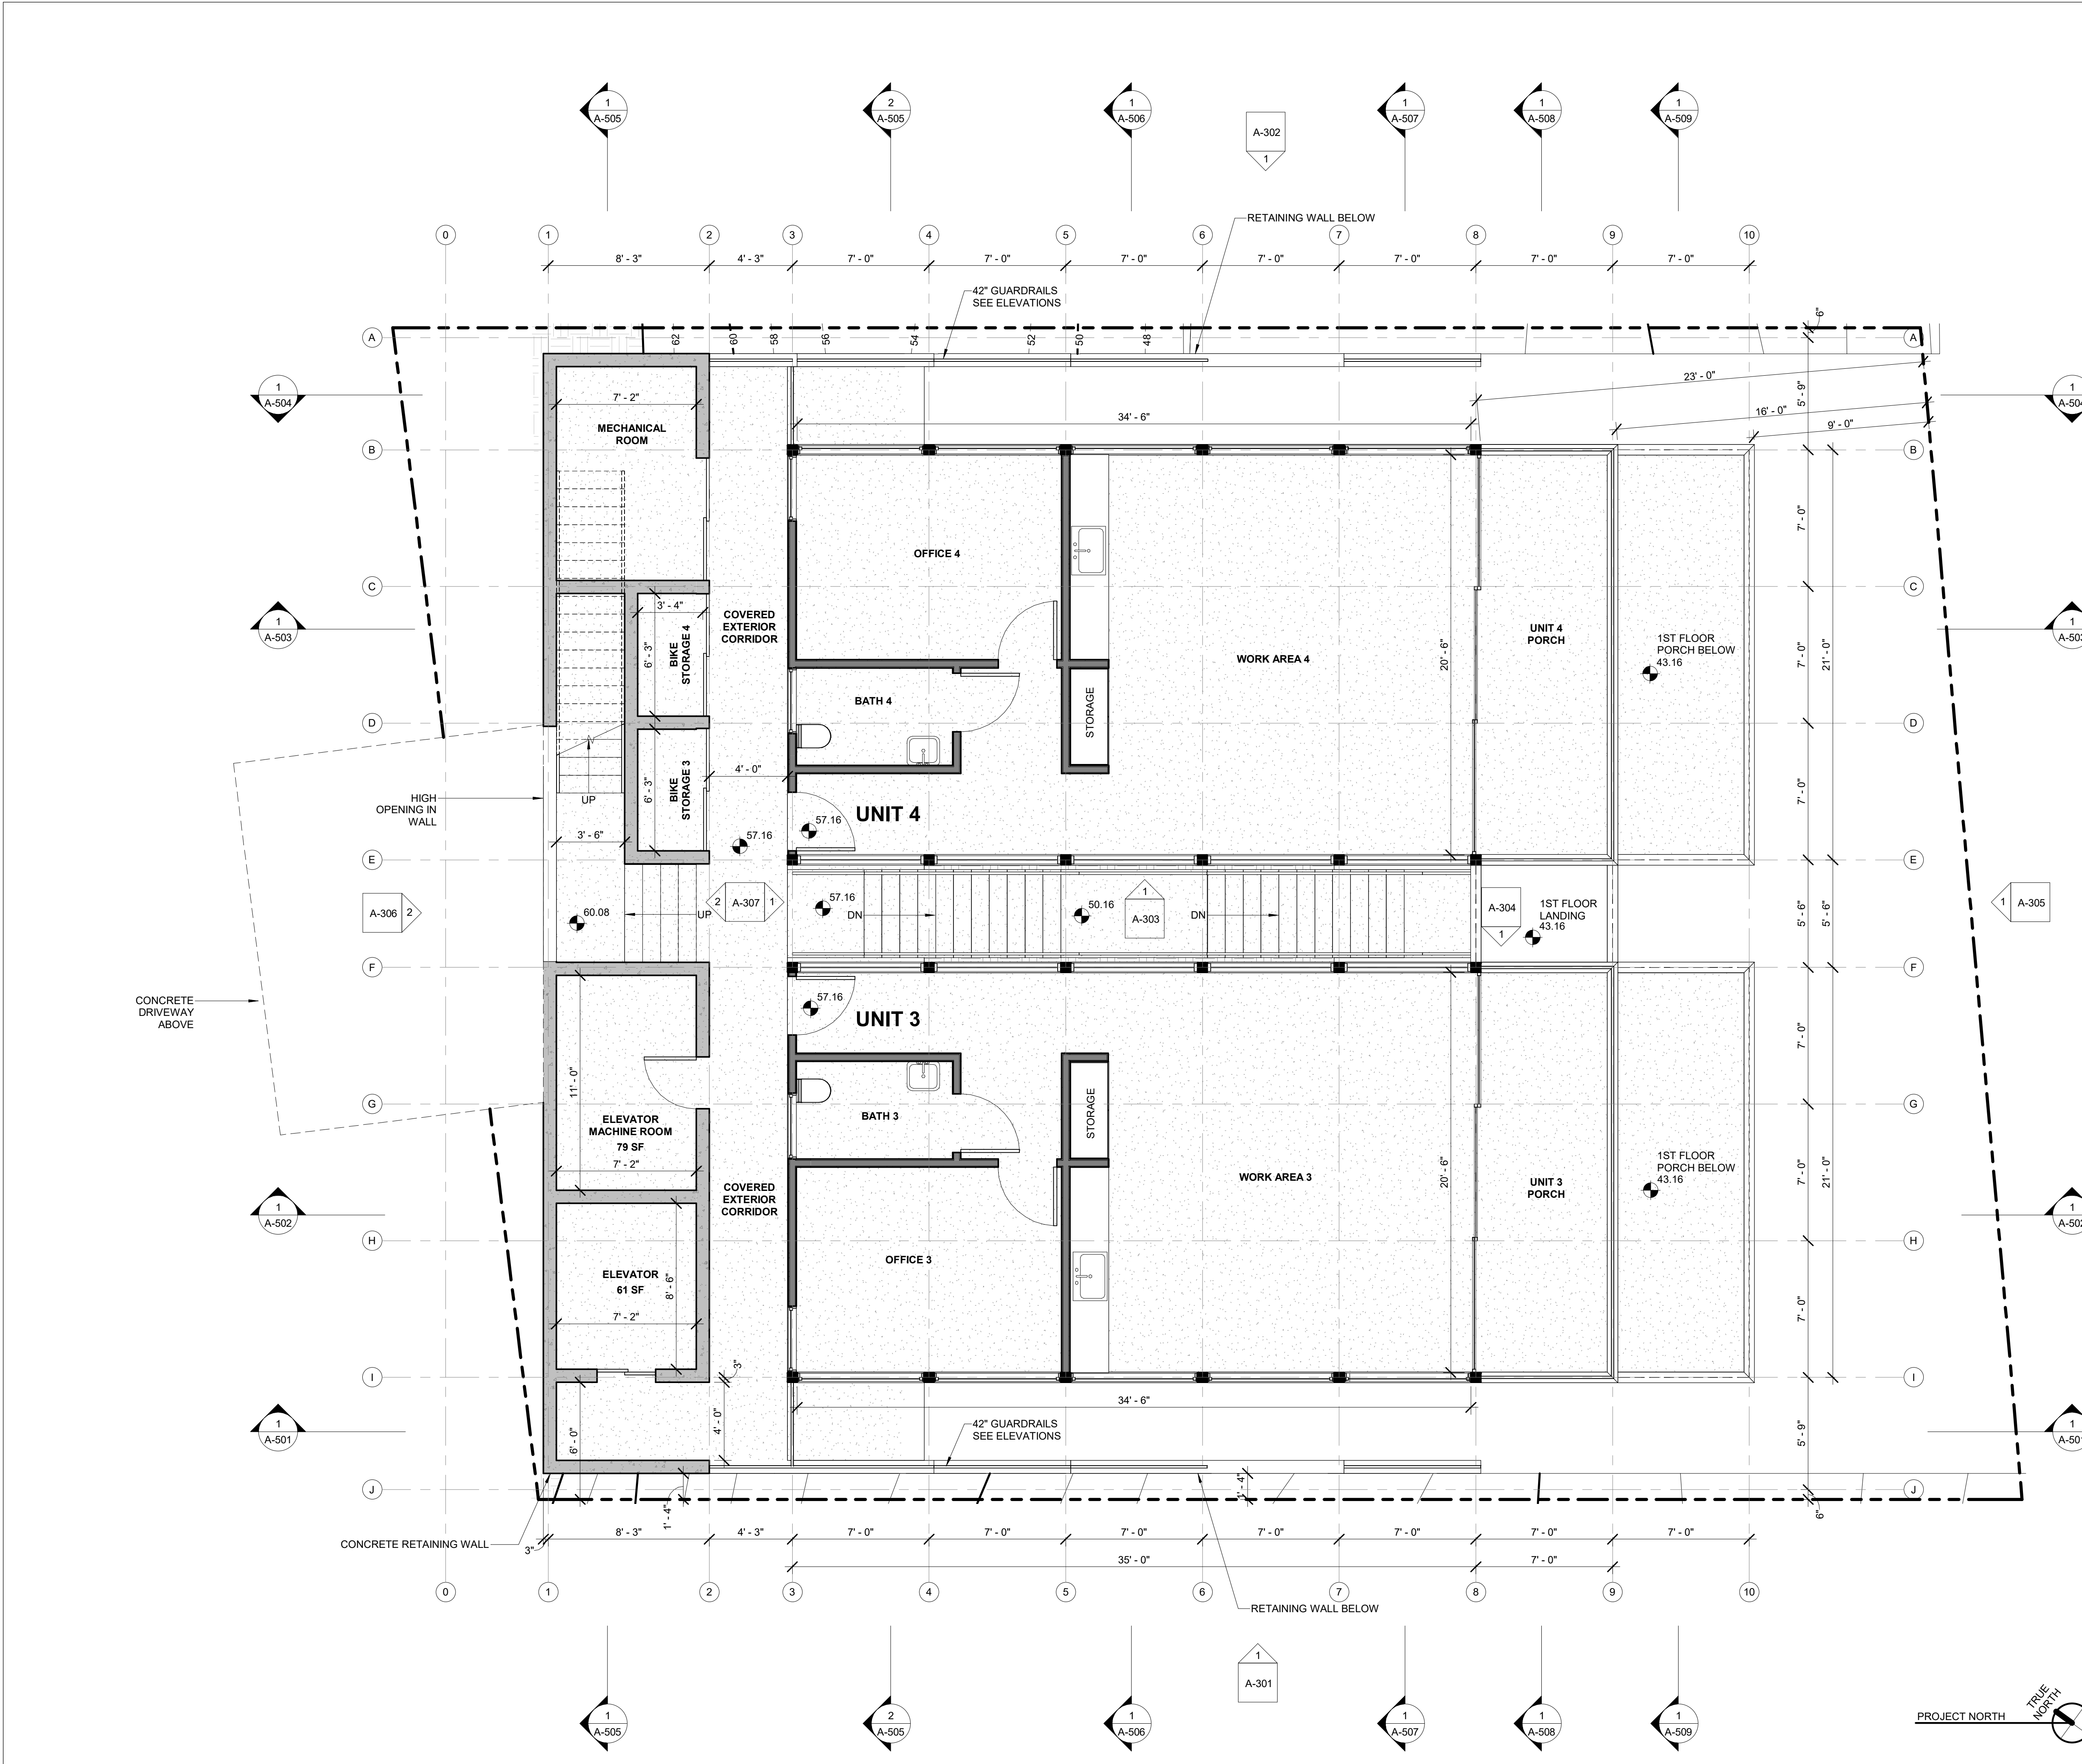 1
A-505
2
A-505
1
A-506
A-302
1
1
A-507
1
A-508
1
A-509
RETAINING WALL BELOW
0
1
2
3
4
5
6
7
8
9
10
8' - 3"
4' - 3"
7' - 0"
7' - 0"
7' - 0"
7' - 0"
7' - 0"
7' - 0"
7' - 0"
42" GUARDRAILS
SEE ELEVATIONS
6"
A
62
60
58
56
54
52
50
48
A
1
A-504
7' - 2"
MECHANICAL
ROOM
34' - 6"
23' - 0"
5' - 9"
16' - 0"
9' - 0"
1
A-504
B
B
7' - 0"
OFFICE 4
C
C
1
A-503
3' - 4"
BIKE
STORAGE 4
6' - 3"
COVERED
EXTERIOR
CORRIDOR
WORK AREA 4
20' - 6"
UNIT 4
PORCH
1ST FLOOR
PORCH BELOW
43.16
7' - 0"
21' - 0"
1
A-503
BATH 4
STORAGE
D
D
HIGH
OPENING IN
WALL
UP
6' - 3"
BIKE
STORAGE 3
4' - 0"
7' - 0"
UNIT 4
57.16
57.16
3' - 6"
E
E
A-306
2
60.08
UP
2
A-307
1
57.16
DN
50.16
1
A-303
DN
A-304
1
1ST FLOOR
LANDING
43.16
5' - 6"
5' - 6"
1
A-305
F
F
CONCRETE
DRIVEWAY
ABOVE
57.16
UNIT 3
7' - 0"
11' - 0"
G
G
ELEVATOR
MACHINE ROOM
79 SF
7' - 2"
BATH 3
STORAGE
WORK AREA 3
20' - 6"
UNIT 3
PORCH
1ST FLOOR
PORCH BELOW
43.16
7' - 0"
21' - 0"
COVERED
EXTERIOR
CORRIDOR
1
A-502
1
A-502
H
H
ELEVATOR
61 SF
8' - 6"
7' - 2"
OFFICE 3
7' - 0"
3"
I
I
34' - 6"
1
A-501
6' - 0"
4' - 0"
42" GUARDRAILS
SEE ELEVATIONS
5' - 9"
1
A-501
J
J
1' - 4"
1' - 4"
6"
CONCRETE RETAINING WALL
3"
8' - 3"
4' - 3"
7' - 0"
7' - 0"
7' - 0"
7' - 0"
7' - 0"
7' - 0"
7' - 0"
35' - 0"
7' - 0"
0
1
2
3
4
5
6
7
8
9
10
RETAINING WALL BELOW
1
A-301
1
A-505
2
A-505
1
A-506
1
A-507
1
A-508
1
A-509
PROJECT NORTH
TRUE
NORTH